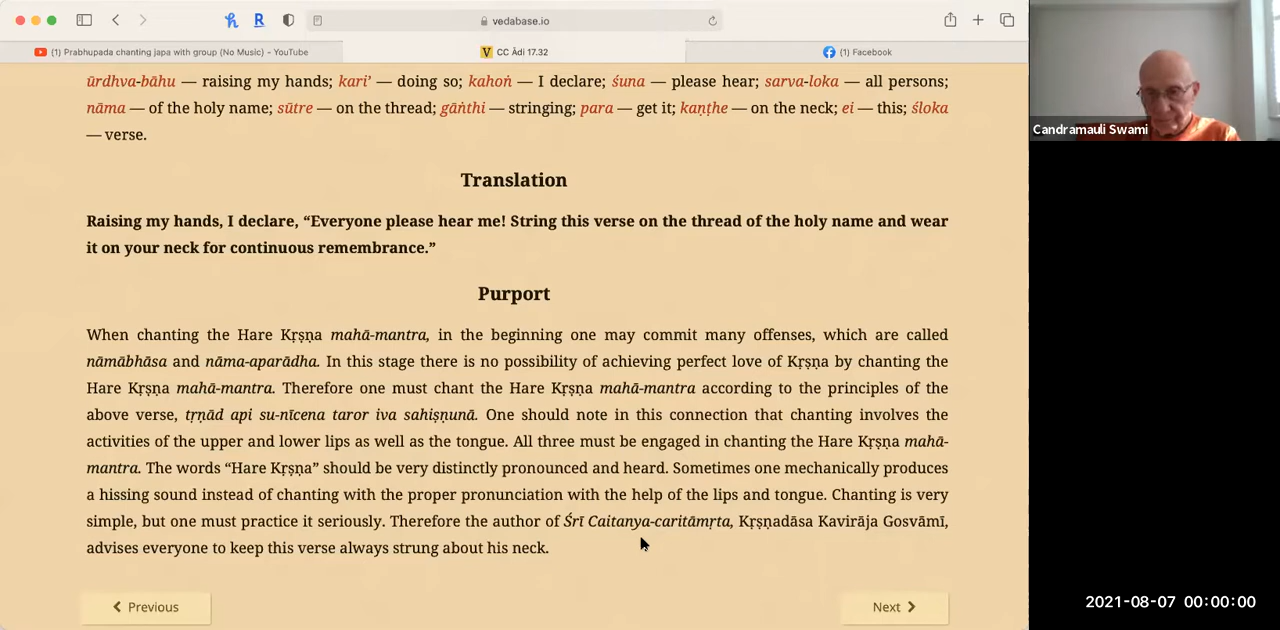 vedabase.io
(1) Prabhupada chanting japa with group (No Music) – YouTube
CC Ādi 17.32
(1) Facebook
ūrdhva-bāhu — raising my hands; kari’ — doing so; kahoṅ — I declare; śuna — please hear; sarva-loka — all persons;
nāma — of the holy name; sūtre — on the thread; gāṅthi — stringing; para — get it; kaṇṭhe — on the neck; ei — this; śloka
— verse.
Translation
Raising my hands, I declare, “Everyone please hear me! String this verse on the thread of the holy name and wear
it on your neck for continuous remembrance.”
Purport
When chanting the Hare Kṛṣṇa mahā-mantra, in the beginning one may commit many offenses, which are called
nāmābhāsa and nāma-aparādha. In this stage there is no possibility of achieving perfect love of Kṛṣṇa by chanting the
Hare Kṛṣṇa mahā-mantra. Therefore one must chant the Hare Kṛṣṇa mahā-mantra according to the principles of the
above verse, tṛṇād api su-nīcena taror iva sahiṣṇunā. One should note in this connection that chanting involves the
activities of the upper and lower lips as well as the tongue. All three must be engaged in chanting the Hare Kṛṣṇa mahā-
mantra. The words “Hare Kṛṣṇa” should be very distinctly pronounced and heard. Sometimes one mechanically produces
a hissing sound instead of chanting with the proper pronunciation with the help of the lips and tongue. Chanting is very
simple, but one must practice it seriously. Therefore the author of Śrī Caitanya-caritāmṛta, Kṛṣṇadāsa Kavirāja Gosvāmī,
advises everyone to keep this verse always strung about his neck.
Previous
Next
Candramauli Swami
2021-08-07 00:00:00